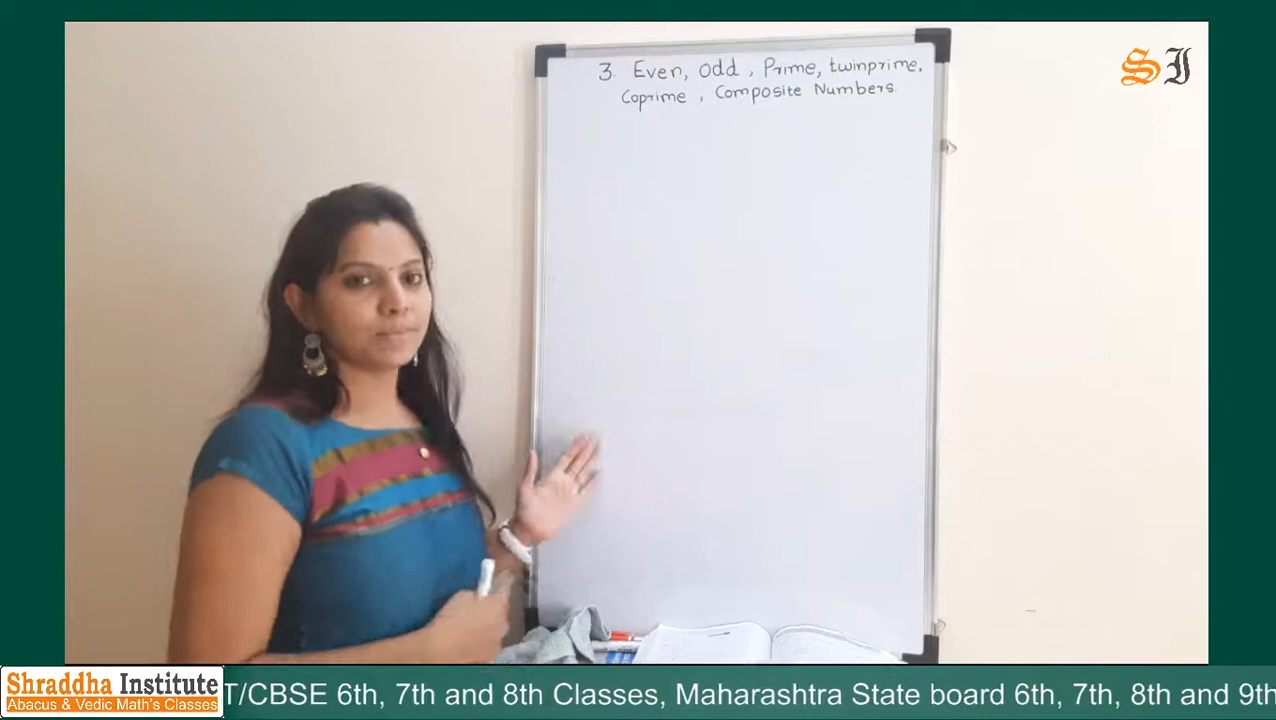 3. Even, odd, Prime, twinprime,
Coprime, Composite Numbers.
SI
Shraddha Institute
Abacus & Vedic Math's Classes
T/CBSE 6th, 7th and 8th Classes, Maharashtra State board 6th, 7th, 8th and 9th